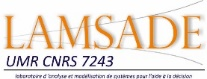 LAMSADE
UMR CNRS 7243
laboratoire d'analyse et modélisation de systèmes pour l'aide à la décision